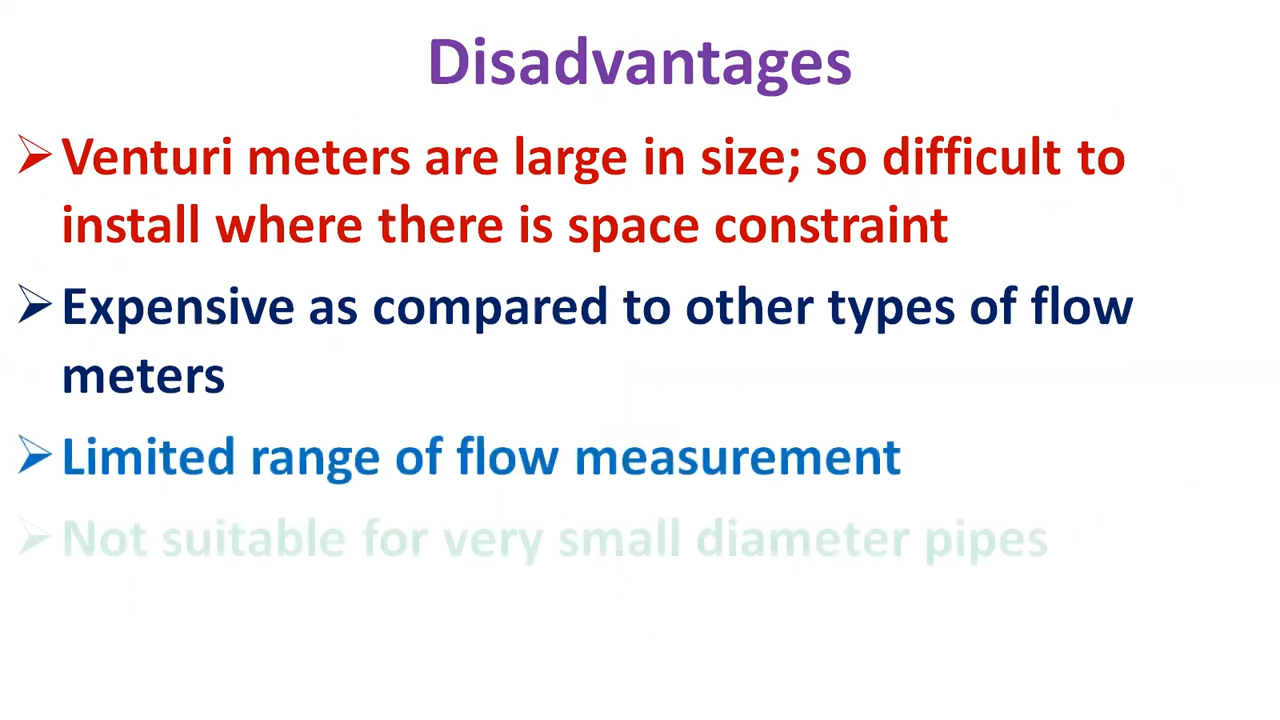 Disadvantages
➢Venturi meters are large in size; so difficult to
install where there is space constraint
➢Expensive as compared to other types of flow
meters
➢Limited range of flow measurement
➢Not suitable for very small diameter pipes